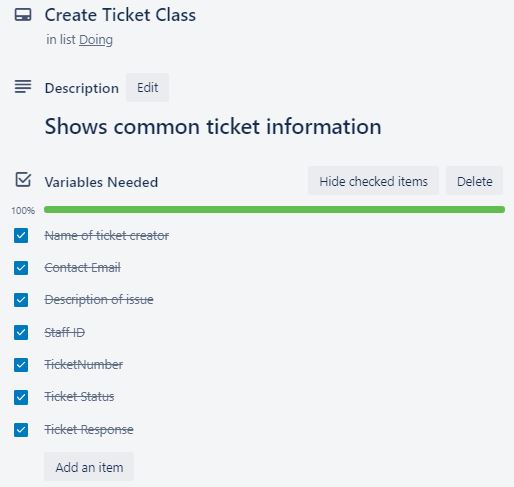 Create Ticket Class
in list Doing
Description Edit
Shows common ticket information
Variables Needed Hide checked items Delete
100%
Name of ticket creator
Contact Email
Description of issue
Staff ID
TicketNumber
Ticket Status
Ticket Response
Add an item